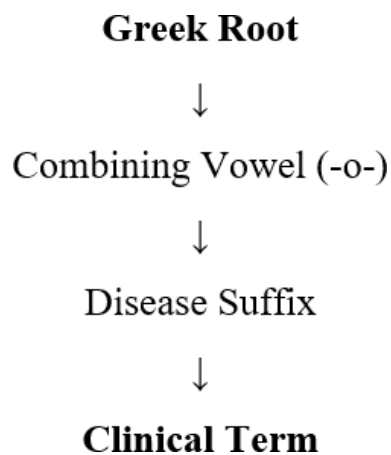 Greek Root
↓
Combining Vowel (-o-)
↓
Disease Suffix
↓
Clinical Term